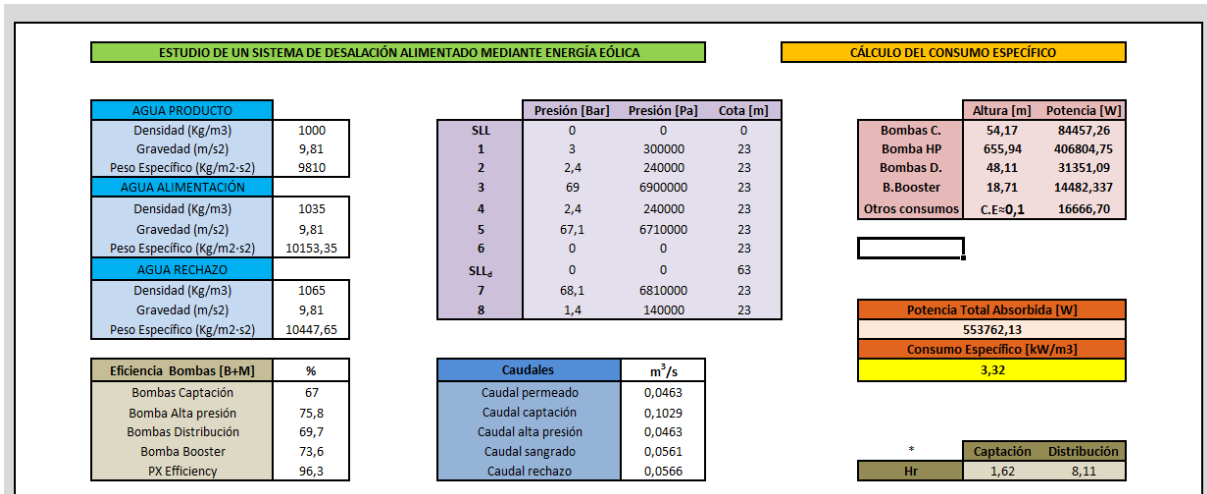 ESTUDIO DE UN SISTEMA DE DESALACIÓN ALIMENTADO MEDIANTE ENERGÍA EÓLICA
CÁLCULO DEL CONSUMO ESPECÍFICO
AGUA PRODUCTO
Densidad (Kg/m3) 1000
Gravedad (m/s2) 9,81
Peso Específico (Kg/m2-s2) 9810
AGUA ALIMENTACIÓN
Densidad (Kg/m3) 1035
Gravedad (m/s2) 9,81
Peso Específico (Kg/m2-s2) 10153,35
AGUA RECHAZO
Densidad (Kg/m3) 1065
Gravedad (m/s2) 9,81
Peso Específico (Kg/m2-s2) 10447,65
Presión [Bar] Presión [Pa] Cota [m]
SLL 0 0 0
1 3 300000 23
2 2,4 240000 23
3 69 6900000 23
4 2,4 240000 23
5 67,1 6710000 23
6 0 0 23
SLLd 0 0 63
7 68,1 6810000 23
8 1,4 140000 23
Altura [m] Potencia [W]
Bombas C. 54,17 84457,26
Bomba HP 655,94 406804,75
Bombas D. 48,11 31351,09
B.Booster 18,71 14482,337
Otros consumos C.E≈0,1 16666,70
Potencia Total Absorbida [W]
553762,13
Consumo Específico [kW/m3]
3,32
Eficiencia Bombas [B+M] %
Bombas Captación 67
Bomba Alta presión 75,8
Bombas Distribución 69,7
Bomba Booster 73,6
PX Efficiency 96,3
Caudales m³/s
Caudal permeado 0,0463
Caudal captación 0,1029
Caudal alta presión 0,0463
Caudal sangrado 0,0561
Caudal rechazo 0,0566
* Captación Distribución
Hr 1,62 8,11